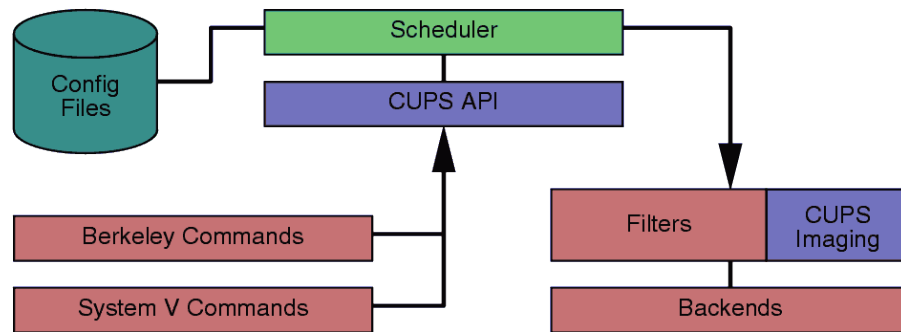 Scheduler
Config
Files
CUPS API
Berkeley Commands
System V Commands
Filters
CUPS
Imaging
Backends